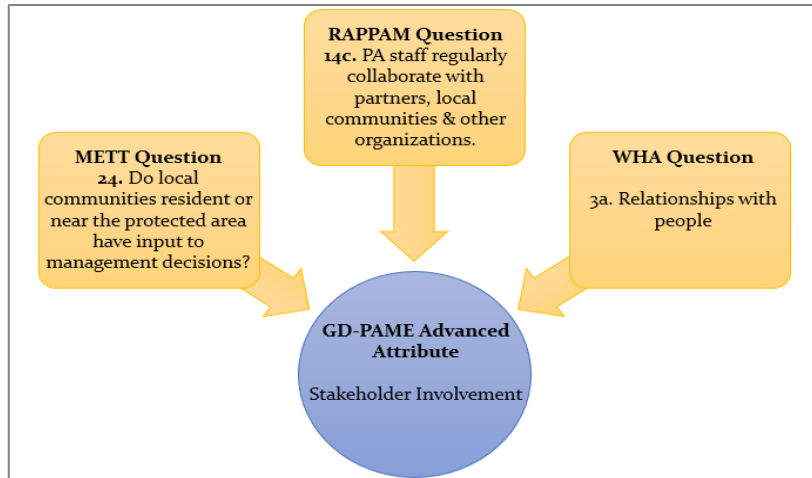 RAPPAM Question
14c. PA staff regularly
collaborate with
partners, local
communities & other
organizations.
METT Question
24. Do local
communities resident or
near the protected area
have input to
management decisions?
WHA Question
3a. Relationships with
people
GD-PAME Advanced
Attribute
Stakeholder Involvement